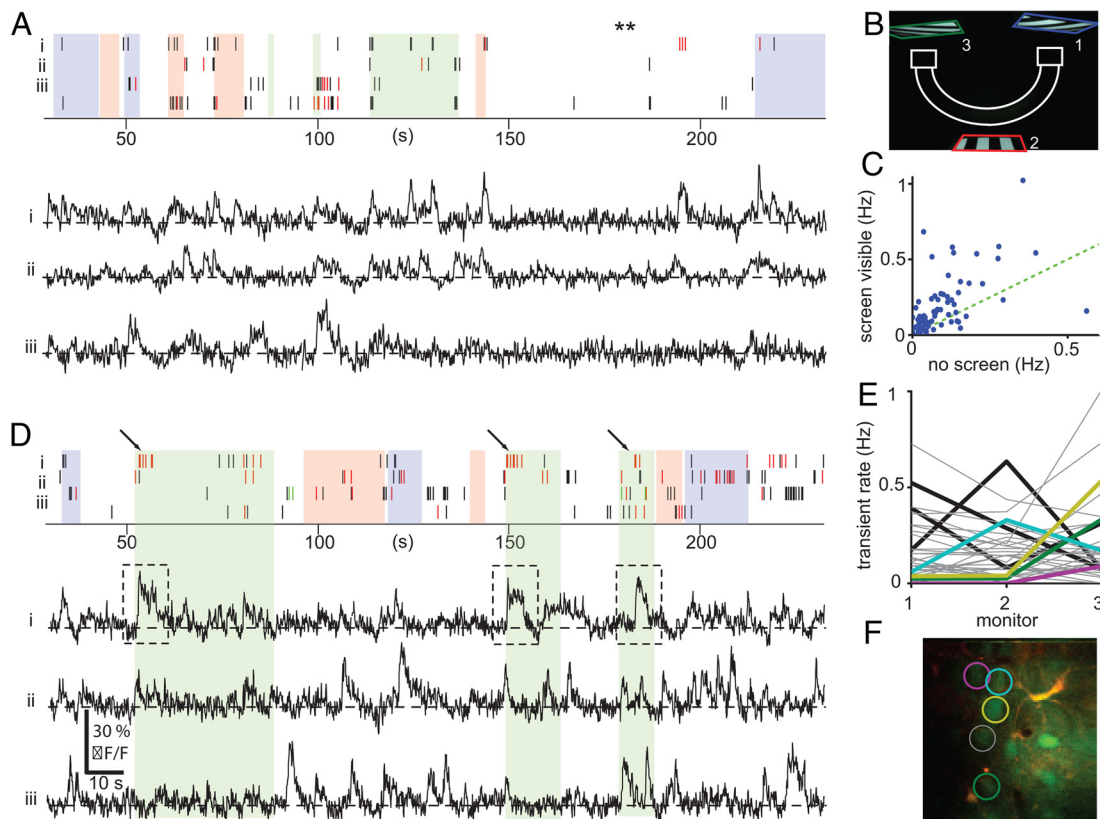 A
**
i
ii
iii
50
100
(s)
150
200
i
ii
iii
B
3
1
2
C
screen visible (Hz)
1
0.5
0
0
0.5
no screen (Hz)
D
i
ii
iii
50
100
(s)
150
200
i
ii
30 %
F/F
10 s
iii
E
transient rate (Hz)
1
0.5
0
1
2
3
monitor
F